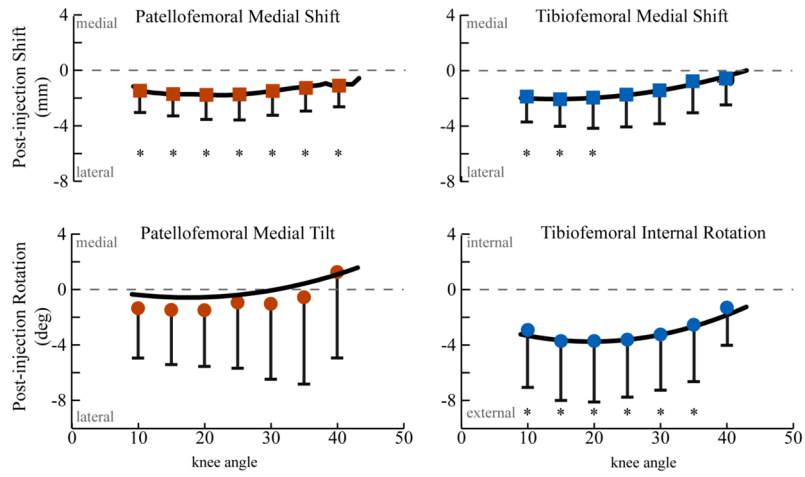 Patellofemoral Medial Shift
Tibiofemoral Medial Shift
4
medial
0
-4
lateral
-8
Post-injection Shift
(mm)
* * * * * * *
4
medial
0
-4
lateral
-8
* * *
Patellofemoral Medial Tilt
Tibiofemoral Internal Rotation
4
medial
0
-4
-8
lateral
Post-injection Rotation
(deg)
0 10 20 30 40 50
knee angle
4
internal
0
-4
-8
external * * * * * *
0 10 20 30 40 50
knee angle